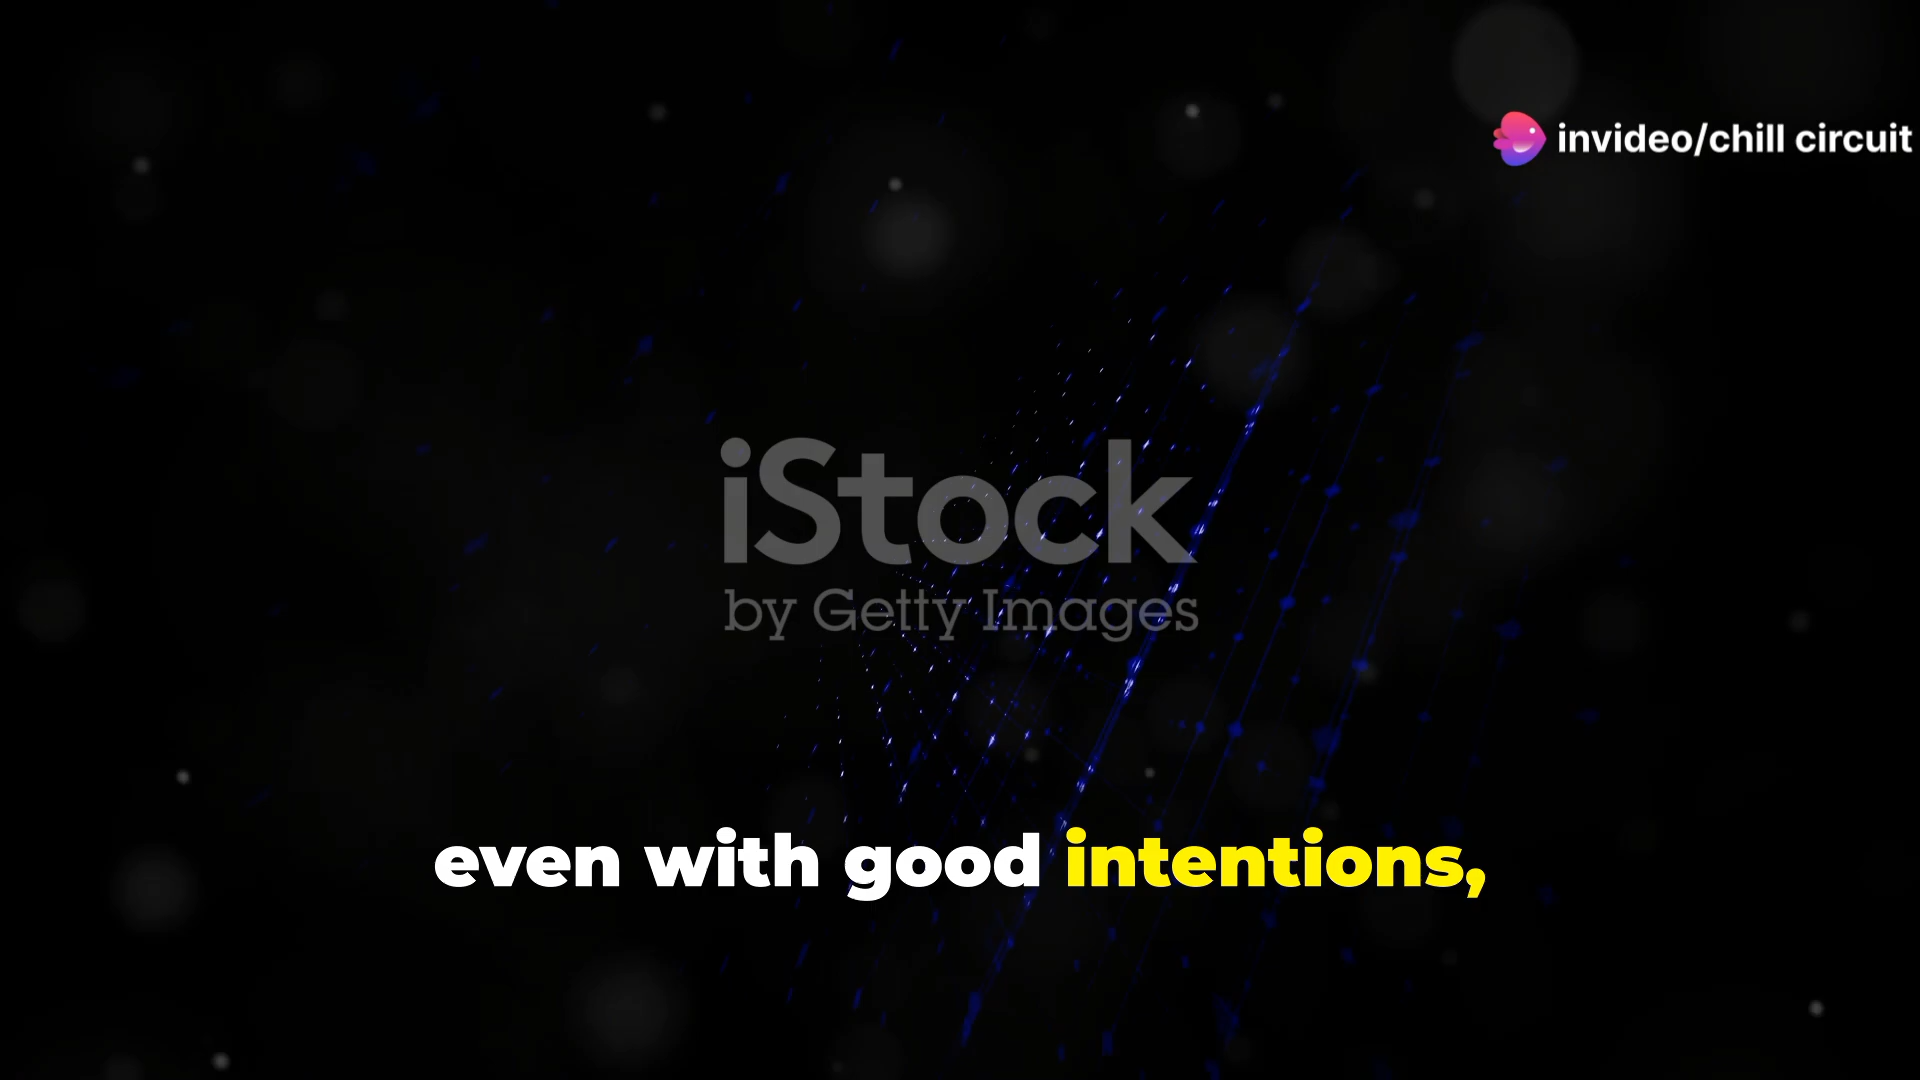 invideo/chill circuit
iStock
by Getty Images
even with good intentions,